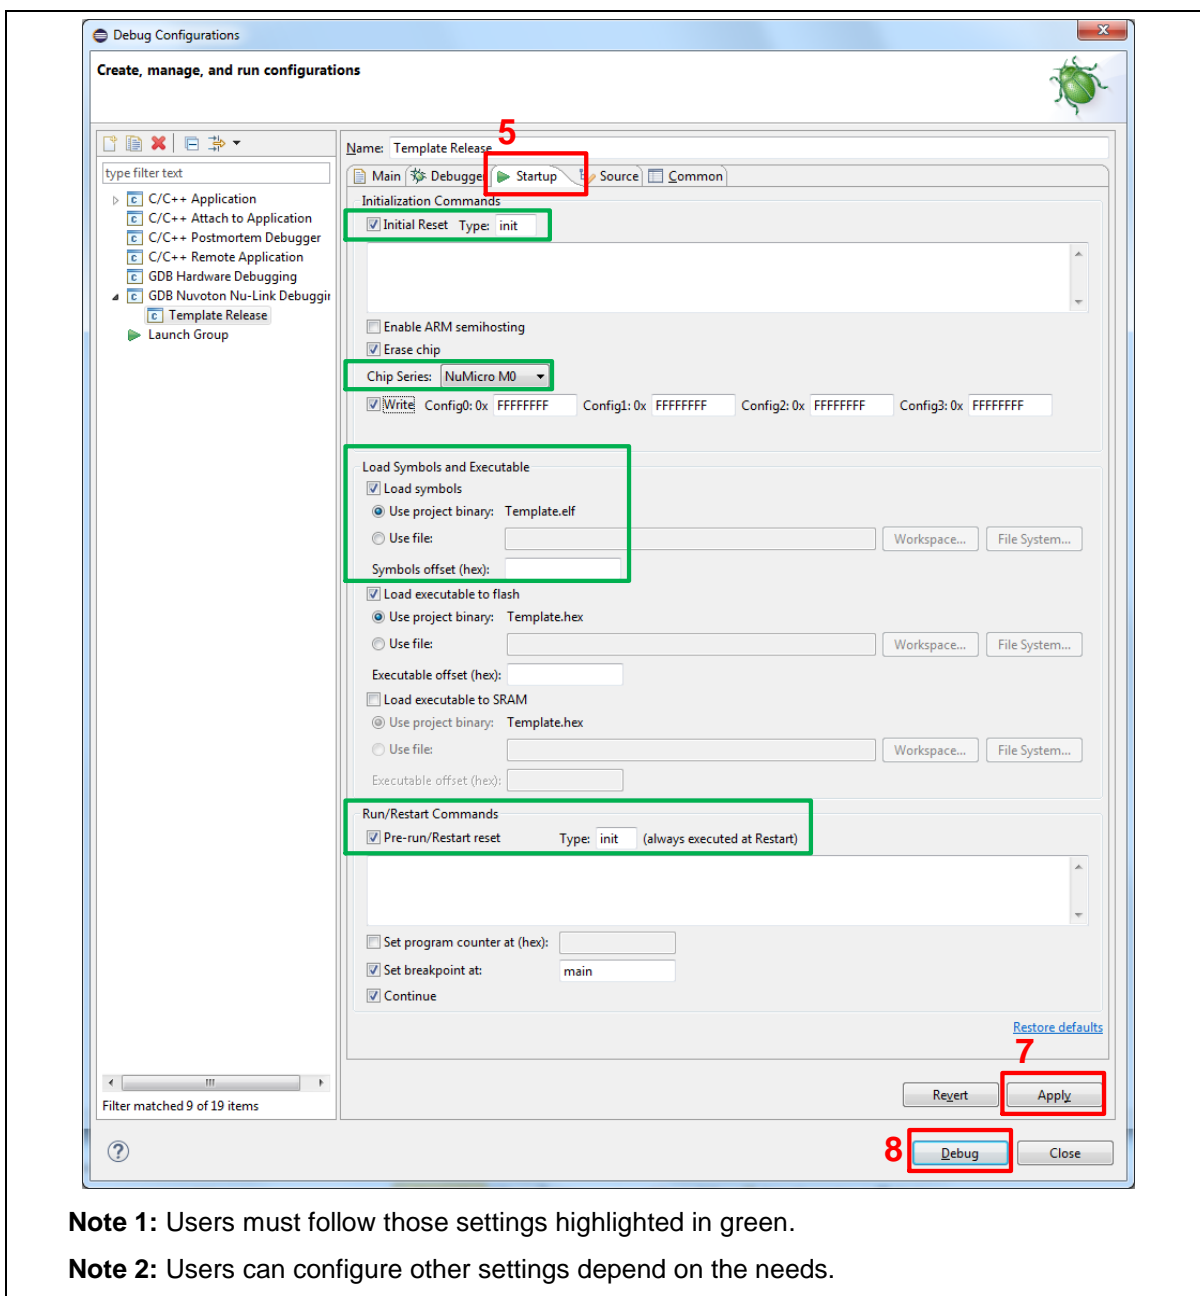 Debug Configurations
Create, manage, and run configurations
5
Name: Template Release
type filter text
Main Debugger Startup Source Common
C/C++ Application
C/C++ Attach to Application
C/C++ Postmortem Debugger
C/C++ Remote Application
GDB Hardware Debugging
GDB Nuvoton Nu-Link Debuggin
Template Release
Launch Group
Initialization Commands
Initial Reset Type: init
Enable ARM semihosting
Erase chip
Chip Series: NuMicro M0
Write Config0: 0x FFFFFFFF Config1: 0x FFFFFFFF Config2: 0x FFFFFFFF Config3: 0x FFFFFFFF
Load Symbols and Executable
Load symbols
Use project binary: Template.elf
Use file: Workspace... File System...
Symbols offset (hex):
Load executable to flash
Use project binary: Template.hex
Use file: Workspace... File System...
Executable offset (hex):
Load executable to SRAM
Use project binary: Template.hex
Use file: Workspace... File System...
Executable offset (hex):
Run/Restart Commands
Pre-run/Restart reset Type: init (always executed at Restart)
Set program counter at (hex):
Set breakpoint at: main
Continue
Restore defaults
7
Filter matched 9 of 19 items
Revert Apply
8
Debug Close
Note 1: Users must follow those settings highlighted in green.
Note 2: Users can configure other settings depend on the needs.